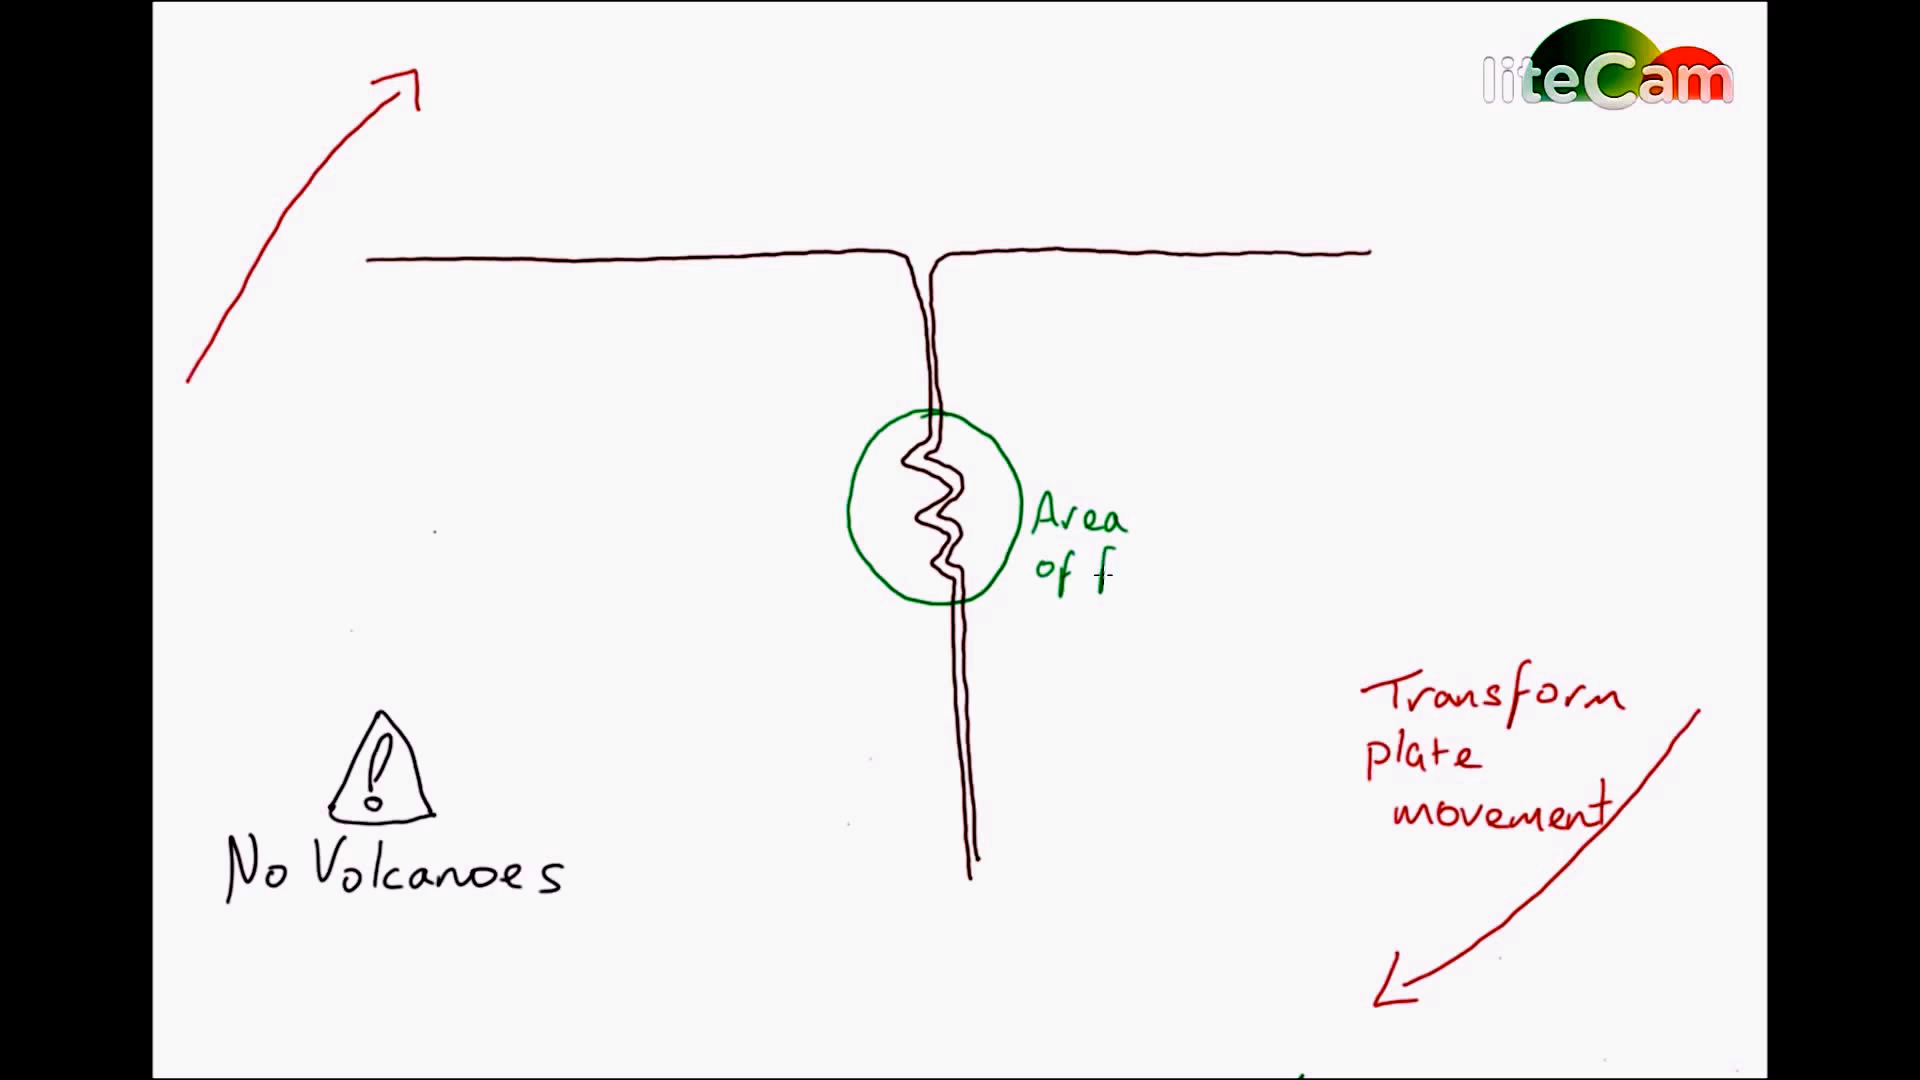 liteCam
Area
of f
Transform
plate
movement
!
No Volcanoes